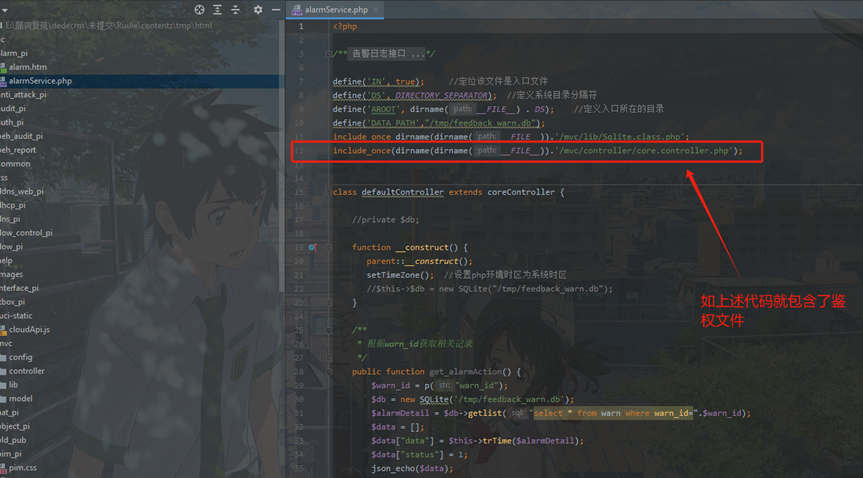 E:\漏洞复现\dedecms\未提交\Ruijie\contentz\tmp\html
alarmService.php
c
larm_pi
alarm.htm
alarmService.php
nti_attack_pi
udit_pi
uth_pi
eh_audit_pi
eh_report
ommon
ss
ddns_web_pi
hcp_pi
ns_pi
ow_control_pi
ow_pi
elp
mages
nterface_pi
tbox_pi
uci-static
cloudApi.js
mvc
config
controller
lib
model
nat_pi
object_pi
old_pub
pim_pi
pim.css
1 <?php
2
3 /** 告警日志接口 ...*/
6
7 define('IN', true); //定位该文件是入口文件
8 define('DS', DIRECTORY_SEPARATOR); //定义系统目录分隔符
9 define('AROOT', dirname( path: __FILE__) . DS); //定义入口所在的目录
10 define('DATA_PATH',"/tmp/feedback_warn.db");
11 include_once dirname(dirname( path: __FILE__)).'/mvc/lib/Sqlite.class.php';
12 include_once(dirname(dirname( path: __FILE__)).'/mvc/controller/core.controller.php');
13
14
15 class defaultController extends coreController {
16
17 //private $db;
18
19 function __construct() {
20 parent::__construct();
21 setTimeZone(); //设置php环境时区为系统时区
22 //$this->db = new SQLite("/tmp/feedback_warn.db");
23 }
24
25 /**
26 * 根据warn_id获取相关记录
27 */
28 public function get_alarmAction() {
29 $warn_id = p( str: "warn_id");
30 $db = new SQLite('/tmp/feedback_warn.db');
31 $alarmDetail = $db->getlist( sql: "select * from warn where warn_id=".$warn_id);
32 $data = [];
33 $data["data"] = $this->trTime($alarmDetail);
34 $data["status"] = 1;
35 json_echo($data);
如上述代码就包含了鉴
权文件